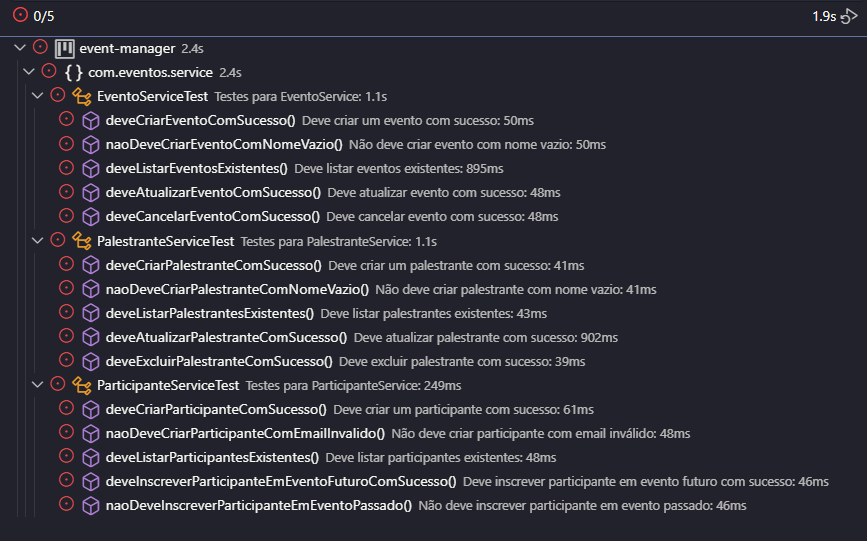 0/5 1.9s
event-manager 2.4s
{} com.eventos.service 2.4s
EventoServiceTest Testes para EventoService: 1.1s
deveCriarEventoComSucesso() Deve criar um evento com sucesso: 50ms
naoDeveCriarEventoComNomeVazio() Não deve criar evento com nome vazio: 50ms
deveListarEventosExistentes() Deve listar eventos existentes: 895ms
deveAtualizarEventoComSucesso() Deve atualizar evento com sucesso: 48ms
deveCancelarEventoComSucesso() Deve cancelar evento com sucesso: 48ms
PalestranteServiceTest Testes para PalestranteService: 1.1s
deveCriarPalestranteComSucesso() Deve criar um palestrante com sucesso: 41ms
naoDeveCriarPalestranteComNomeVazio() Não deve criar palestrante com nome vazio: 41ms
deveListarPalestrantesExistentes() Deve listar palestrantes existentes: 43ms
deveAtualizarPalestranteComSucesso() Deve atualizar palestrante com sucesso: 902ms
deveExcluirPalestranteComSucesso() Deve excluir palestrante com sucesso: 39ms
ParticipanteServiceTest Testes para ParticipanteService: 249ms
deveCriarParticipanteComSucesso() Deve criar um participante com sucesso: 61ms
naoDeveCriarParticipanteComEmailInvalido() Não deve criar participante com email inválido: 48ms
deveListarParticipantesExistentes() Deve listar participantes existentes: 48ms
deveInscreverParticipanteEmEventoFuturoComSucesso() Deve inscrever participante em evento futuro com sucesso: 46ms
naoDeveInscreverParticipanteEmEventoPassado() Não deve inscrever participante em evento passado: 46ms